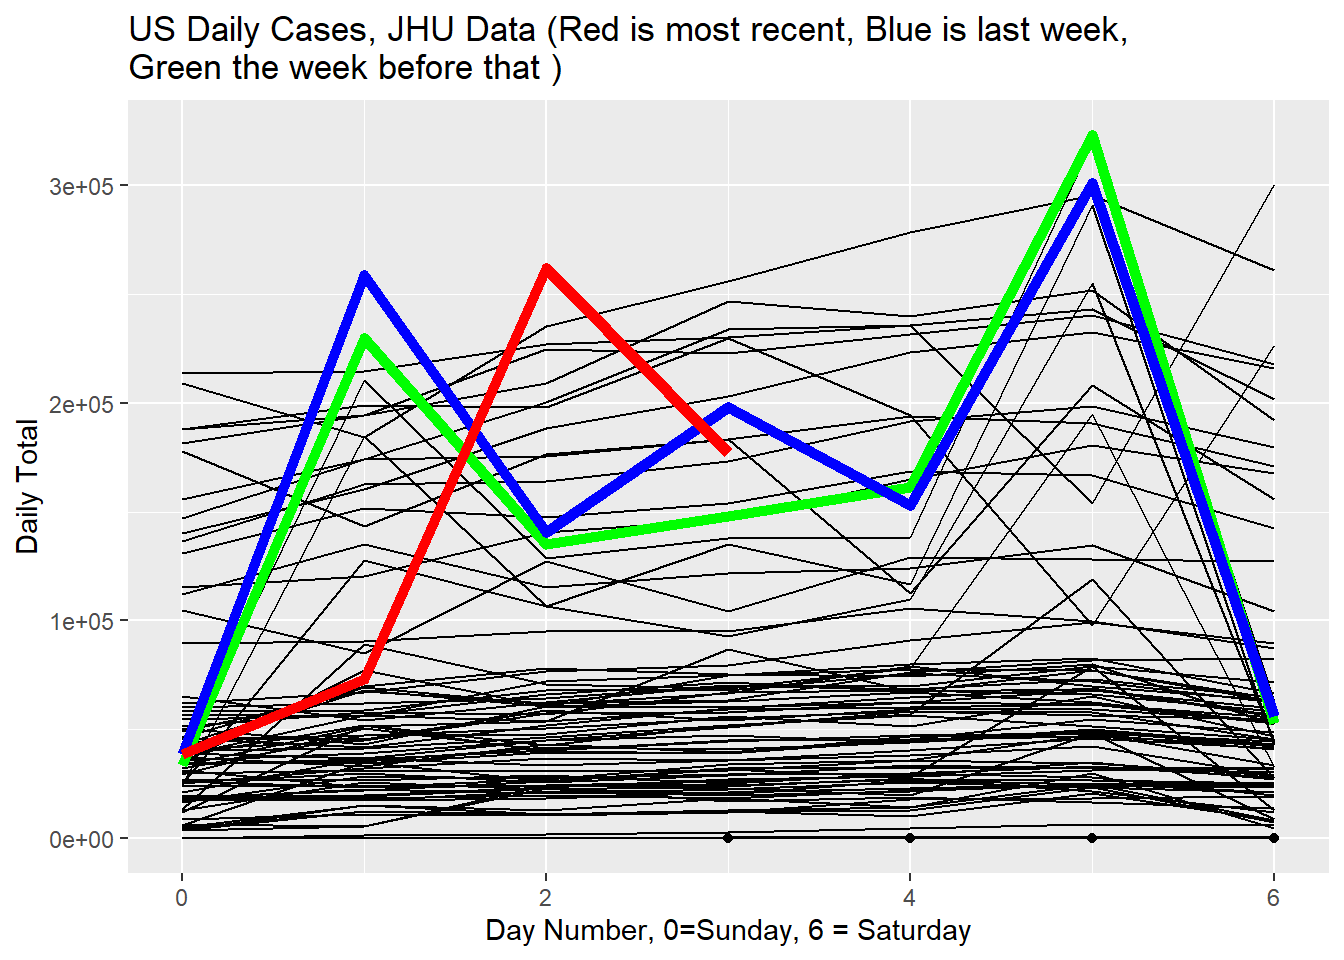 US Daily Cases, JHU Data (Red is most recent, Blue is last week,
Green the week before that )
3e+05
2e+05
1e+05
0e+00
Daily Total
0
2
4
6
Day Number, 0=Sunday, 6 = Saturday